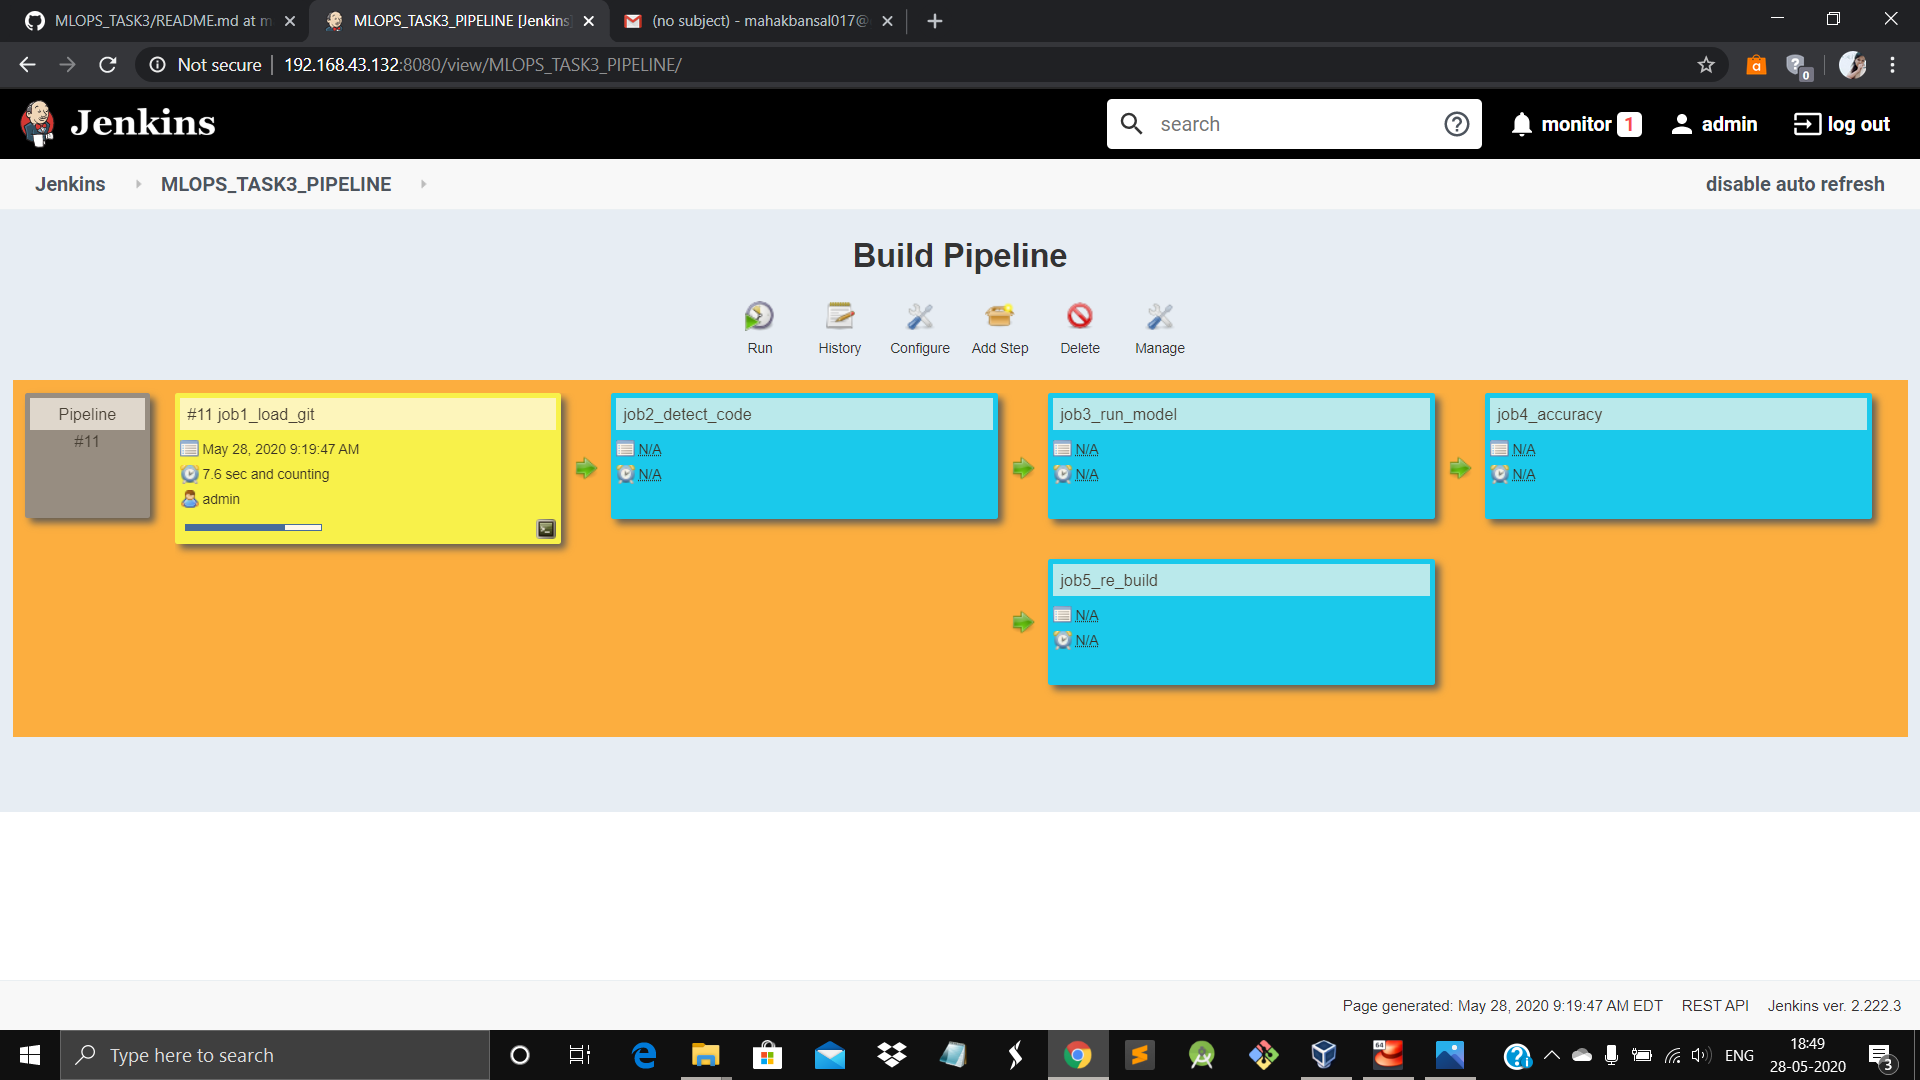 MLOPS_TASK3/README.md at m
MLOPS_TASK3_PIPELINE [Jenkins
(no subject) - mahakbansal017@
Not secure
192.168.43.132:8080/view/MLOPS_TASK3_PIPELINE/
a
0
Jenkins
search
monitor 1
admin
log out
Jenkins
MLOPS_TASK3_PIPELINE
disable auto refresh
Build Pipeline
Run
History
Configure
Add Step
Delete
Manage
Pipeline
#11
#11 job1_load_git
May 28, 2020 9:19:47 AM
7.6 sec and counting
admin
job2_detect_code
N/A
N/A
job3_run_model
N/A
N/A
job4_accuracy
N/A
N/A
job5_re_build
N/A
N/A
Page generated: May 28, 2020 9:19:47 AM EDT
REST API
Jenkins ver. 2.222.3
Type here to search
64
ENG
18:49
28-05-2020
3